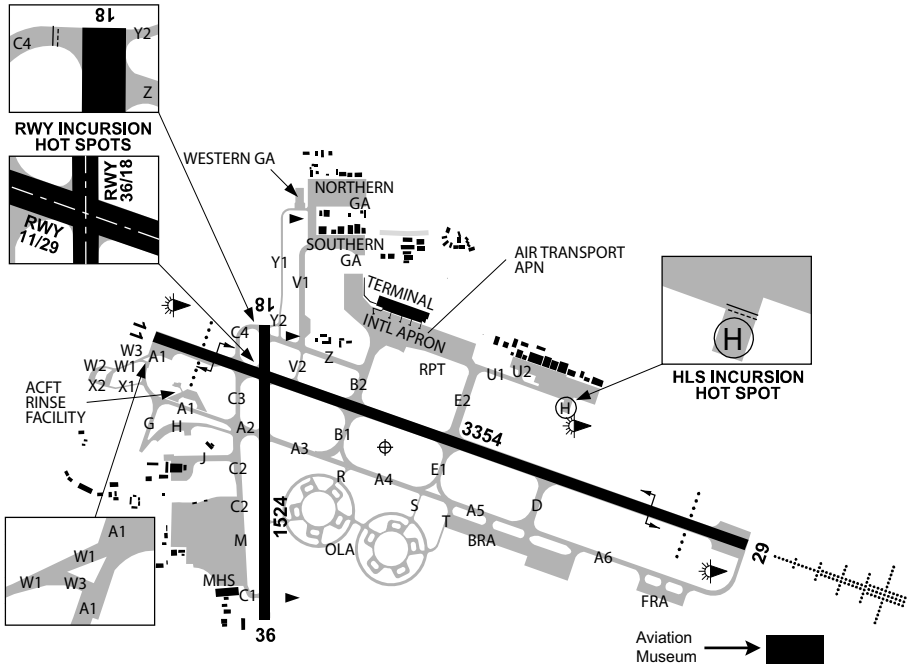 18
C4
Y2
Z
RWY INCURSION
HOT SPOTS
RWY
36/18
RWY
11/29
WESTERN GA
NORTHERN
GA
SOUTHERN
GA
AIR TRANSPORT
APN
Y1
V1
TERMINAL
INTL APRON
18
C4
Y2
Z
V2
B2
RPT
U1
U2
H
H
HLS INCURSION
HOT SPOT
11
W3
A1
W2
W1
X2
X1
ACFT
RINSE
FACILITY
A1
C3
E2
3354
G
H
A2
A3
B1
J
C2
R
A4
E1
C2
1524
S
T
A5
D
M
OLA
BRA
A6
29
MHS
C1
FRA
36
A1
W1
W1
W3
A1
Aviation
Museum